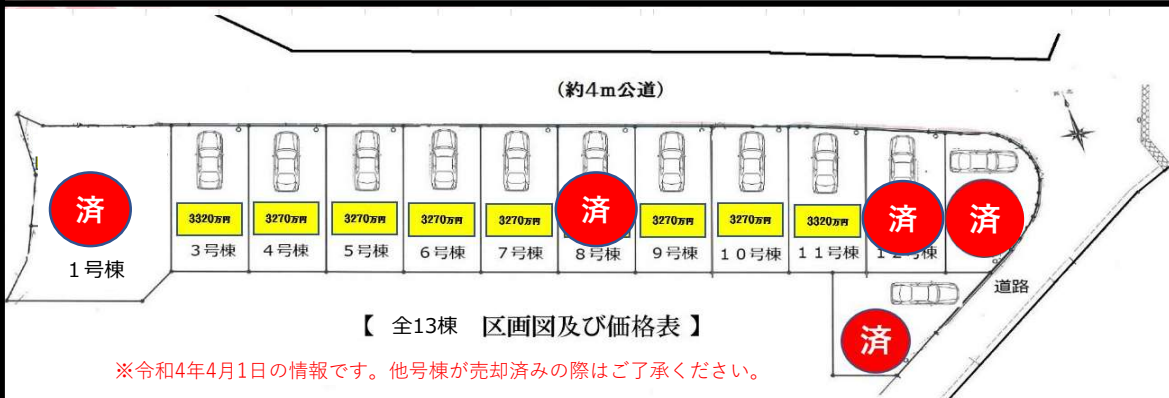 (約4m公道)
済 3320万円 3270万円 3270万円 3270万円 3270万円 済 3270万円 3270万円 3320万円 済 済
1号棟 3号棟 4号棟 5号棟 6号棟 7号棟 8号棟 9号棟 10号棟 11号棟 12号棟
道路
【 全13棟 区画図及び価格表 】
済
※令和4年4月1日の情報です。他号棟が売却済みの際はご了承ください。